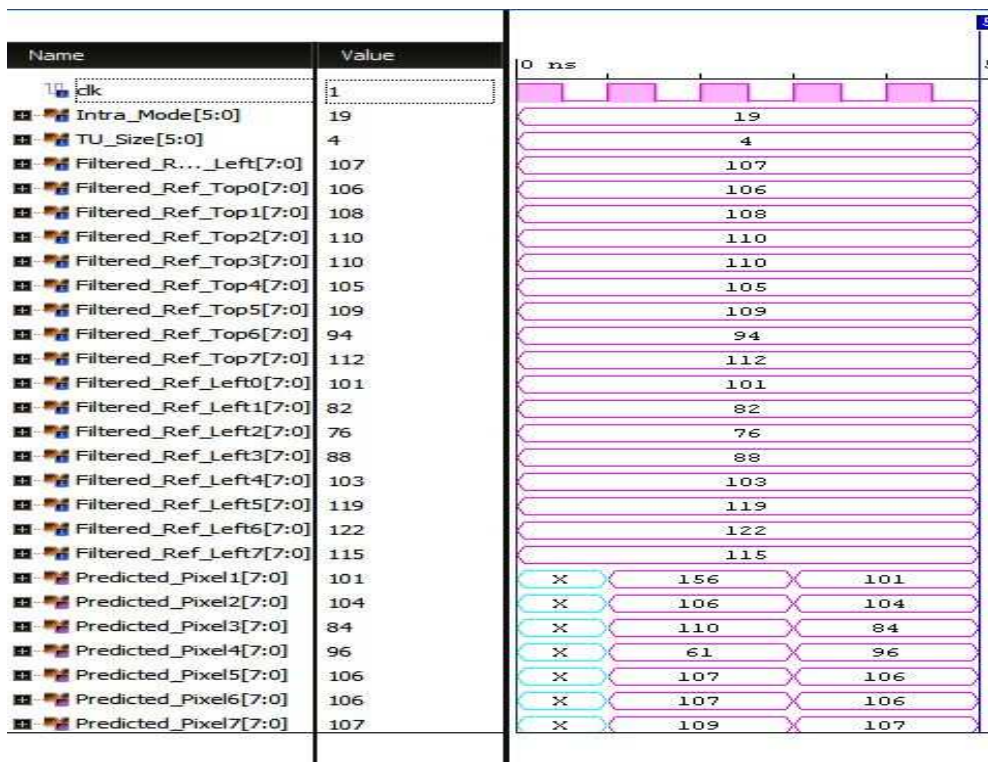 5
Name Value 0 ns 5
clk 1
Intra_Mode[5:0] 19 19
TU_Size[5:0] 4 4
Filtered_R..._Left[7:0] 107 107
Filtered_Ref_Top0[7:0] 106 106
Filtered_Ref_Top1[7:0] 108 108
Filtered_Ref_Top2[7:0] 110 110
Filtered_Ref_Top3[7:0] 110 110
Filtered_Ref_Top4[7:0] 105 105
Filtered_Ref_Top5[7:0] 109 109
Filtered_Ref_Top6[7:0] 94 94
Filtered_Ref_Top7[7:0] 112 112
Filtered_Ref_Left0[7:0] 101 101
Filtered_Ref_Left1[7:0] 82 82
Filtered_Ref_Left2[7:0] 76 76
Filtered_Ref_Left3[7:0] 88 88
Filtered_Ref_Left4[7:0] 103 103
Filtered_Ref_Left5[7:0] 119 119
Filtered_Ref_Left6[7:0] 122 122
Filtered_Ref_Left7[7:0] 115 115
Predicted_Pixel1[7:0] 101 X 156 101
Predicted_Pixel2[7:0] 104 X 106 104
Predicted_Pixel3[7:0] 84 X 110 84
Predicted_Pixel4[7:0] 96 X 61 96
Predicted_Pixel5[7:0] 106 X 107 106
Predicted_Pixel6[7:0] 106 X 107 106
Predicted_Pixel7[7:0] 107 X 109 107